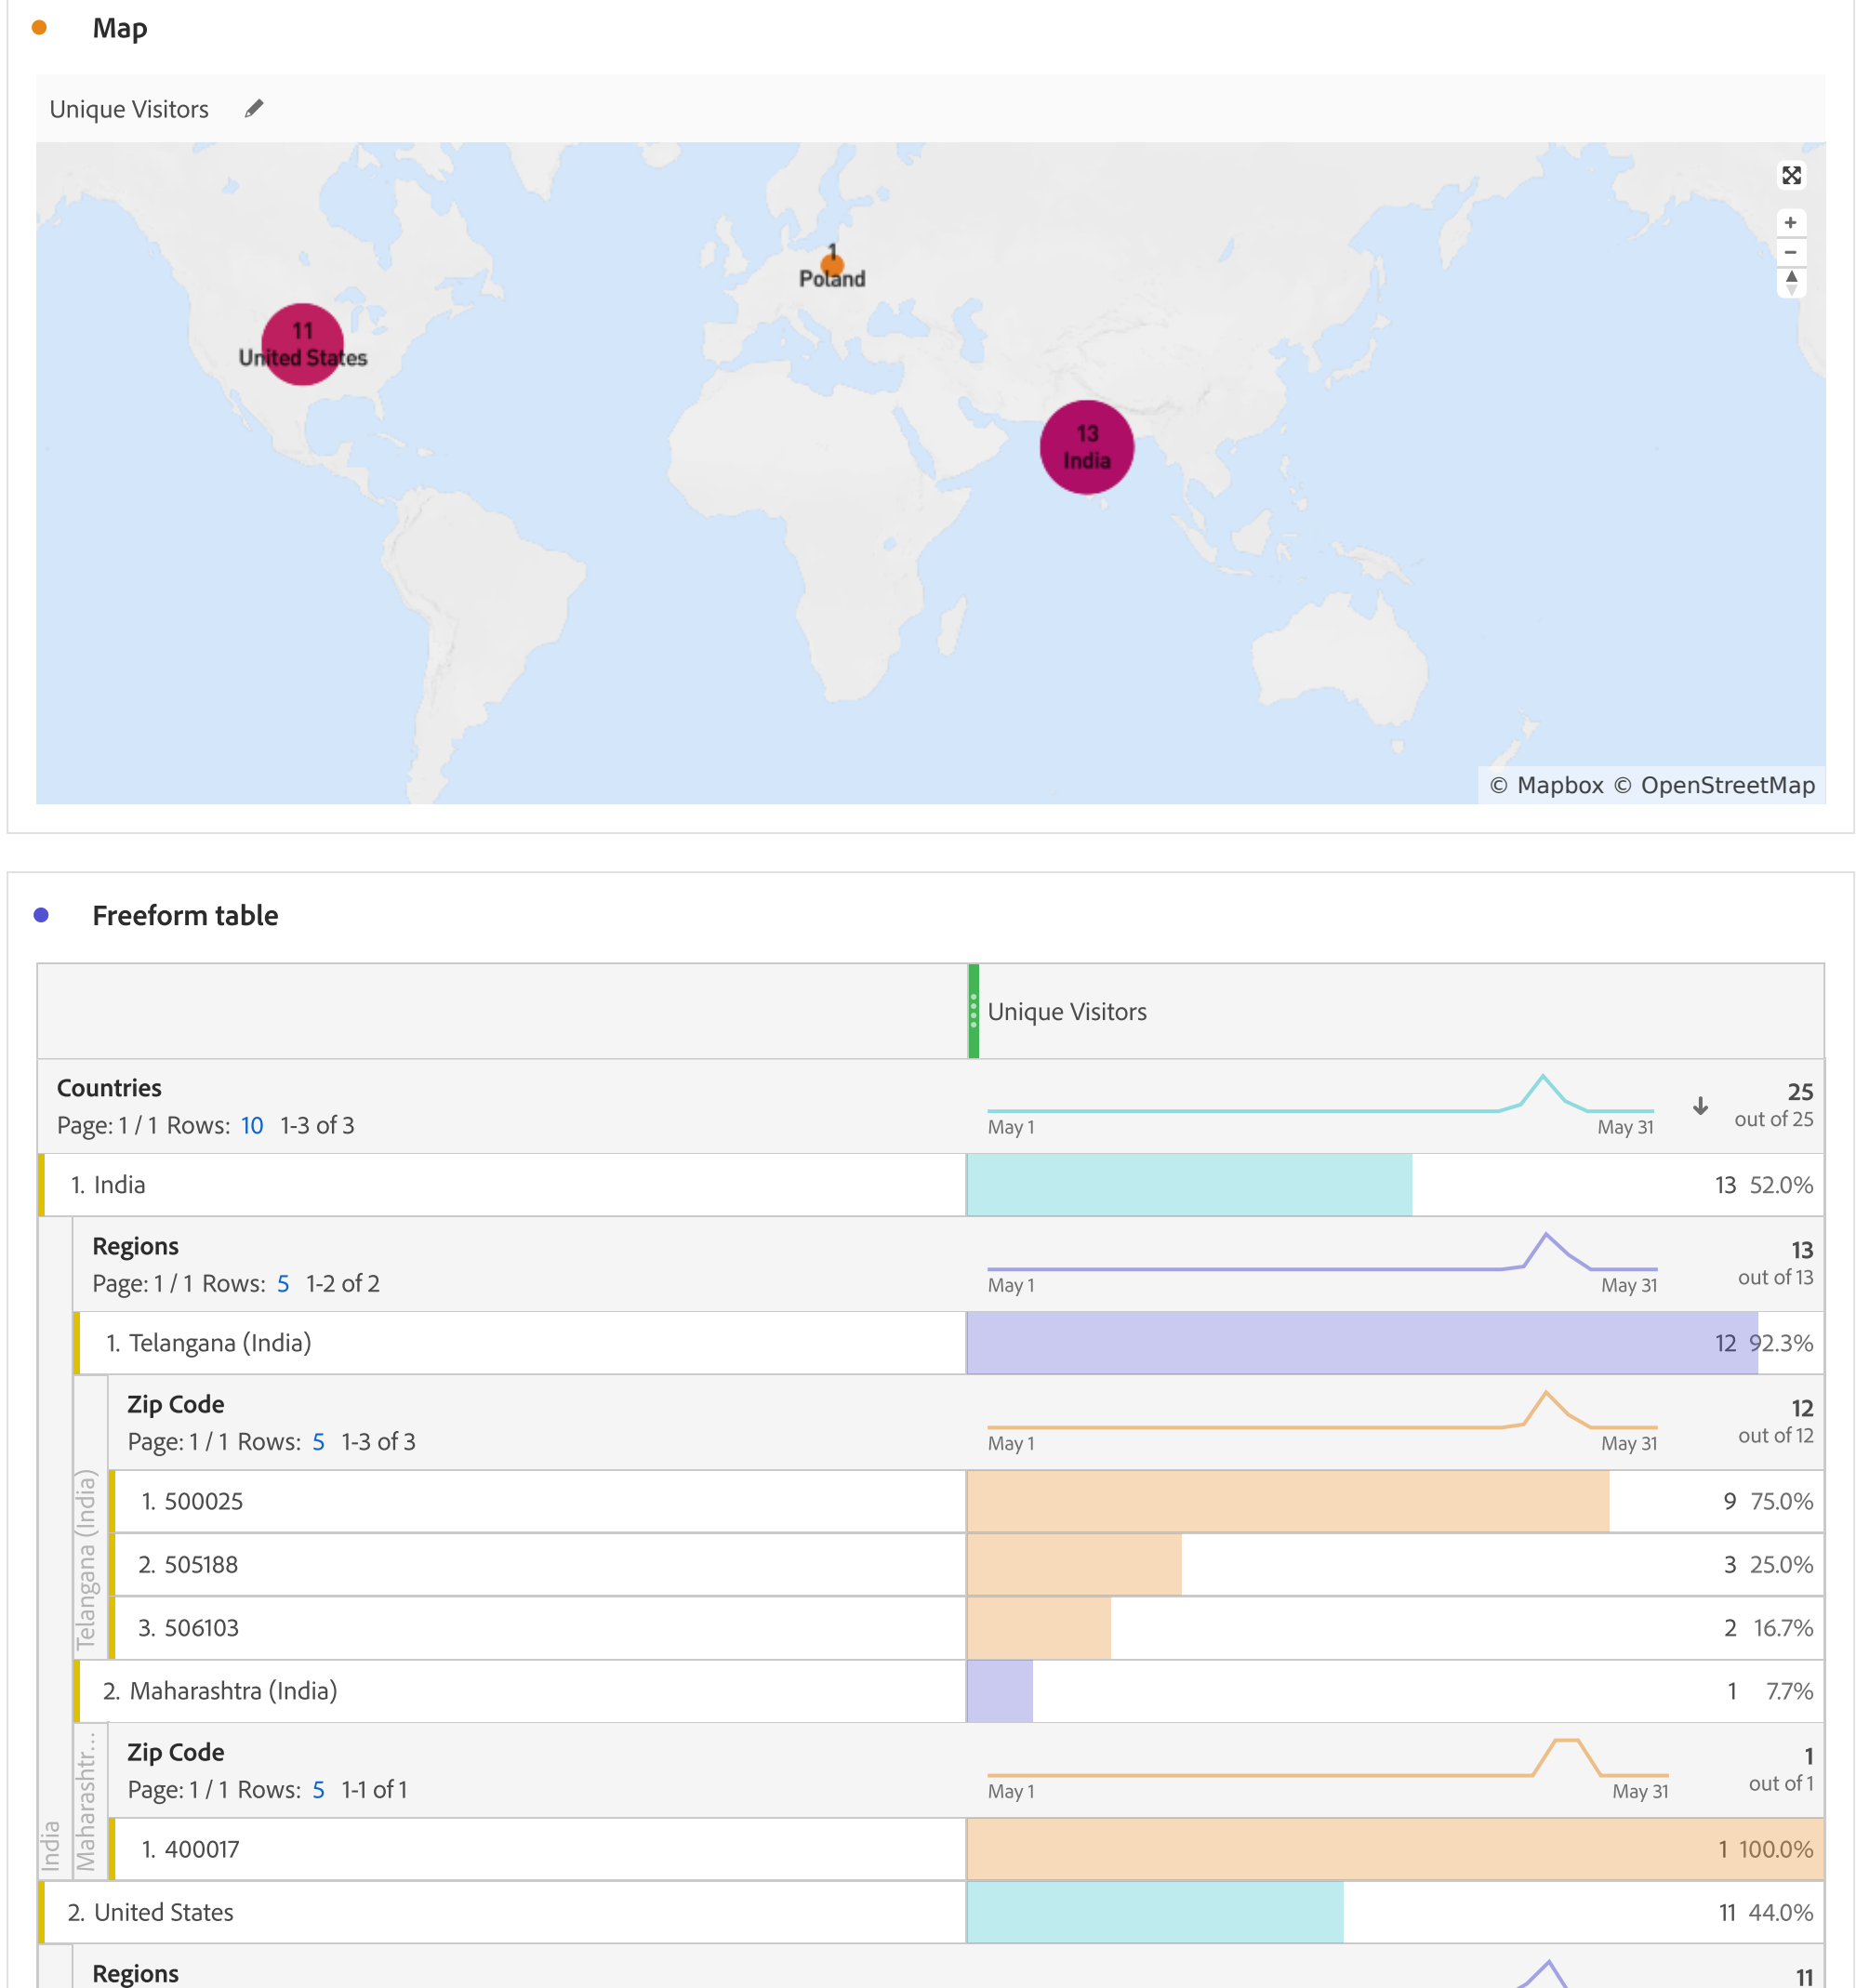 Map
Unique Visitors
1
Poland
11
United States
13
India
© Mapbox © OpenStreetMap
Freeform table
Unique Visitors
Countries
Page: 1 / 1 Rows: 10 1-3 of 3
May 1
May 31
25
out of 25
1. India
13 52.0%
Regions
Page: 1 / 1 Rows: 5 1-2 of 2
May 1
May 31
13
out of 13
1. Telangana (India)
12 92.3%
Telangana (India)
Zip Code
Page: 1 / 1 Rows: 5 1-3 of 3
May 1
May 31
12
out of 12
1. 500025
9 75.0%
2. 505188
3 25.0%
3. 506103
2 16.7%
2. Maharashtra (India)
1 7.7%
Maharashtr...
Zip Code
Page: 1 / 1 Rows: 5 1-1 of 1
May 1
May 31
1
out of 1
1. 400017
1 100.0%
India
2. United States
11 44.0%
Regions
11